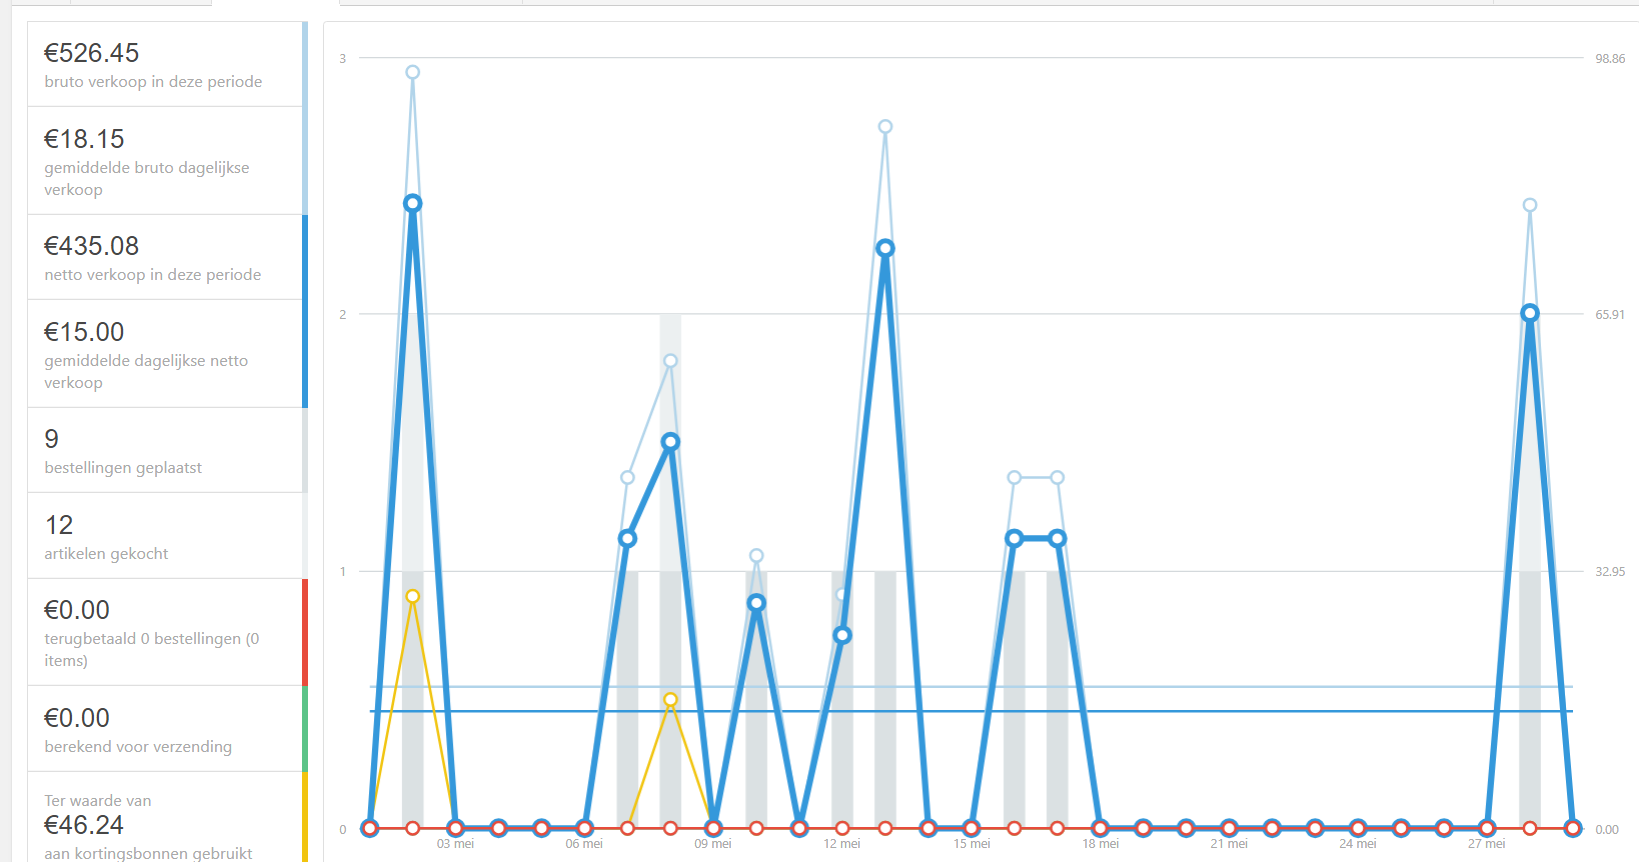 €526.45
bruto verkoop in deze periode
€18.15
gemiddelde bruto dagelijkse
verkoop
€435.08
netto verkoop in deze periode
€15.00
gemiddelde dagelijkse netto
verkoop
9
bestellingen geplaatst
12
artikelen gekocht
€0.00
terugbetaald 0 bestellingen (0
items)
€0.00
berekend voor verzending
Ter waarde van
€46.24
aan kortingsbonnen gebruikt
3
2
1
0
98.86
65.91
32.95
0.00
03 mei 06 mei 09 mei 12 mei 15 mei 18 mei 21 mei 24 mei 27 mei